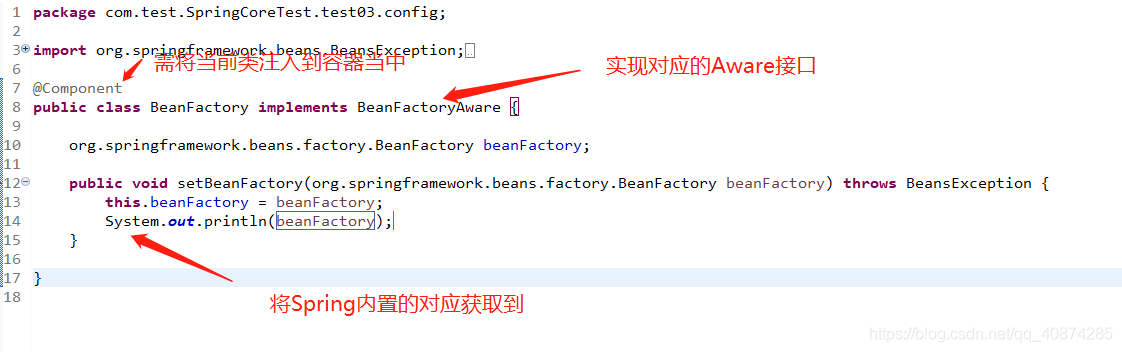 1 package com.test.SpringCoreTest.test03.config;
2
3 import org.springframework.beans.BeansException;
需将当前类注入到容器当中
实现对应的Aware接口
6
7 @Component
8 public class BeanFactory implements BeanFactoryAware {
9
10 org.springframework.beans.factory.BeanFactory beanFactory;
11
12 public void setBeanFactory(org.springframework.beans.factory.BeanFactory beanFactory) throws BeansException {
13 this.beanFactory = beanFactory;
14 System.out.println(beanFactory);
15 }
16
17 }
将Spring内置的对应获取到
18
https://blog.csdn.net/qq_40874285